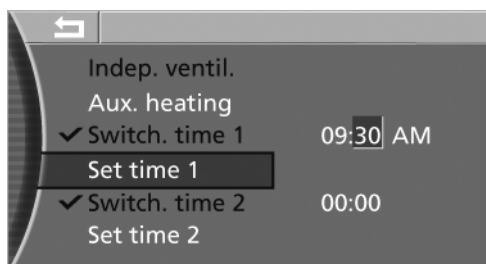 Indep. ventil.
Aux. heating
Switch. time 1 09:30 AM
Set time 1
Switch. time 2 00:00
Set time 2